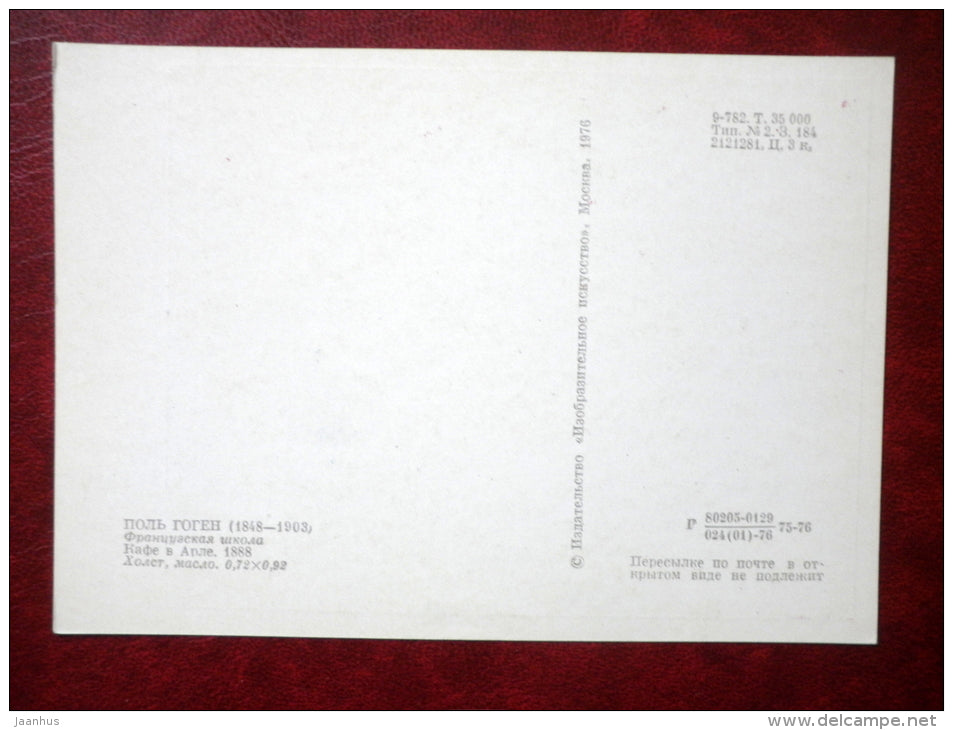 9-782. Т. 35 000
Тип. № 2. З. 184
2121281. Ц. 3 к.
© Издательство «Изобразительное искусство». Москва. 1976
ПОЛЬ ГОГЕН (1848—1903)
Французская школа
Кафе в Арле. 1888
Холст, масло. 0,72×0,92
Р 80205-0129 75-76
024(01)-76
Пересылке по почте в от-
крытом виде не подлежит
jaanhus
www.delcampe.net